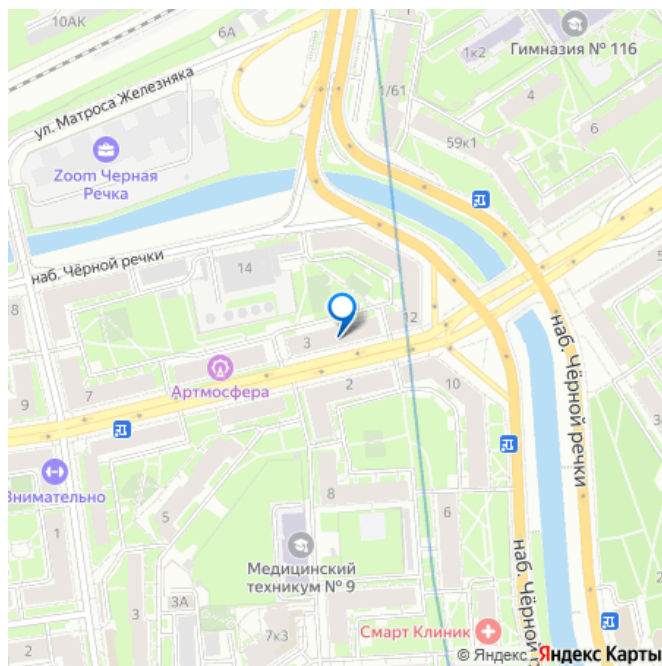 10АК
6А
1
Гимназия № 116
1к2
1/61
4
6
59к1
ул. Матроса Железняка
Zoom Черная
Речка
наб. Чёрной речки
14
8
12
3
7
Артмосфера
2
10
9
наб. Чёрной речки
Внимательно
8
5
6
1
Медицинский
техникум № 9
3А
2
7к3
Смарт Клиник
наб. Чёрной
© Яндекс Яндекс Карты